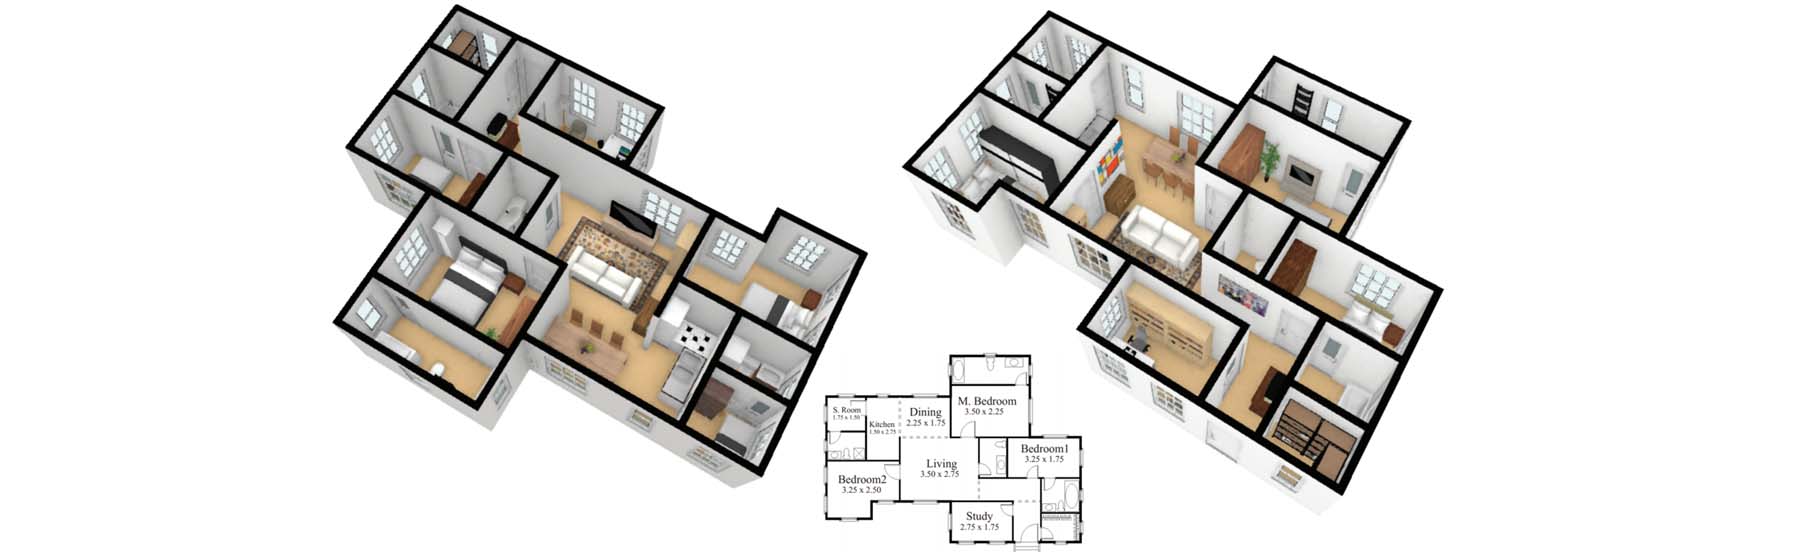 M. Bedroom
3.50 x 2.25
S. Room
1.75 x 1.50
Kitchen
1.50 x 2.75
Dining
2.25 x 1.75
Living
3.50 x 2.75
Bedroom1
3.25 x 1.75
Bedroom2
3.25 x 2.50
Study
2.75 x 1.75